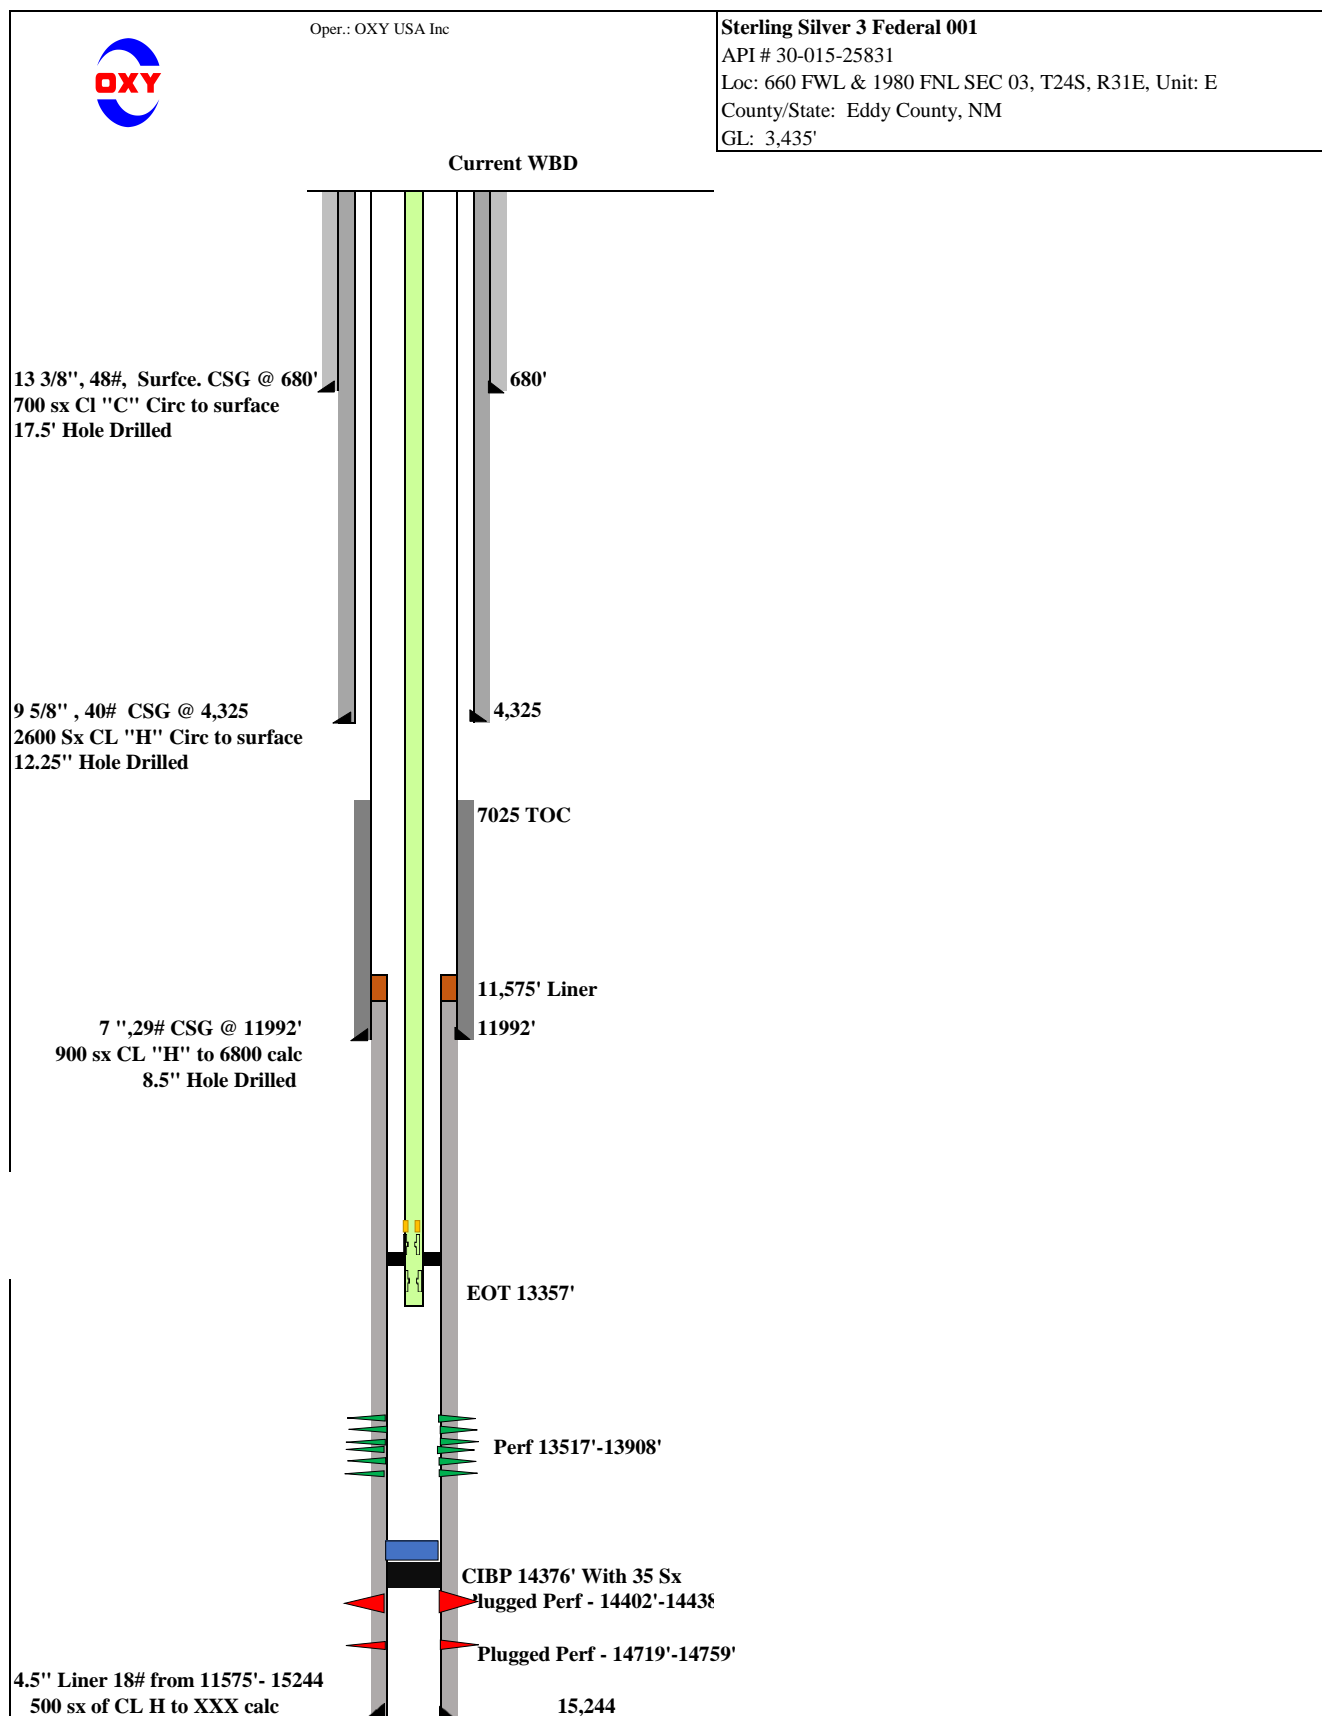 Oper.: OXY USA Inc
OXY
Sterling Silver 3 Federal 001
API # 30-015-25831
Loc: 660 FWL & 1980 FNL SEC 03, T24S, R31E, Unit: E
County/State: Eddy County, NM
GL: 3,435'
Current WBD
13 3/8", 48#, Surfce. CSG @ 680'
680'
700 sx Cl "C" Circ to surface
17.5' Hole Drilled
9 5/8" , 40# CSG @ 4,325
4,325
2600 Sx CL "H" Circ to surface
12.25" Hole Drilled
7025 TOC
11,575' Liner
7 ",29# CSG @ 11992'
11992'
900 sx CL "H" to 6800 calc
8.5" Hole Drilled
EOT 13357'
Perf 13517'-13908'
CIBP 14376' With 35 Sx
Plugged Perf - 14402'-14438
Plugged Perf - 14719'-14759'
4.5" Liner 18# from 11575'- 15244
500 sx of CL H to XXX calc
15,244